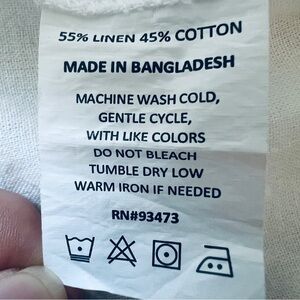 55% LINEN 45% COTTON
MADE IN BANGLADESH
MACHINE WASH COLD,
GENTLE CYCLE,
WITH LIKE COLORS
DO NOT BLEACH
TUMBLE DRY LOW
WARM IRON IF NEEDED
RN#93473